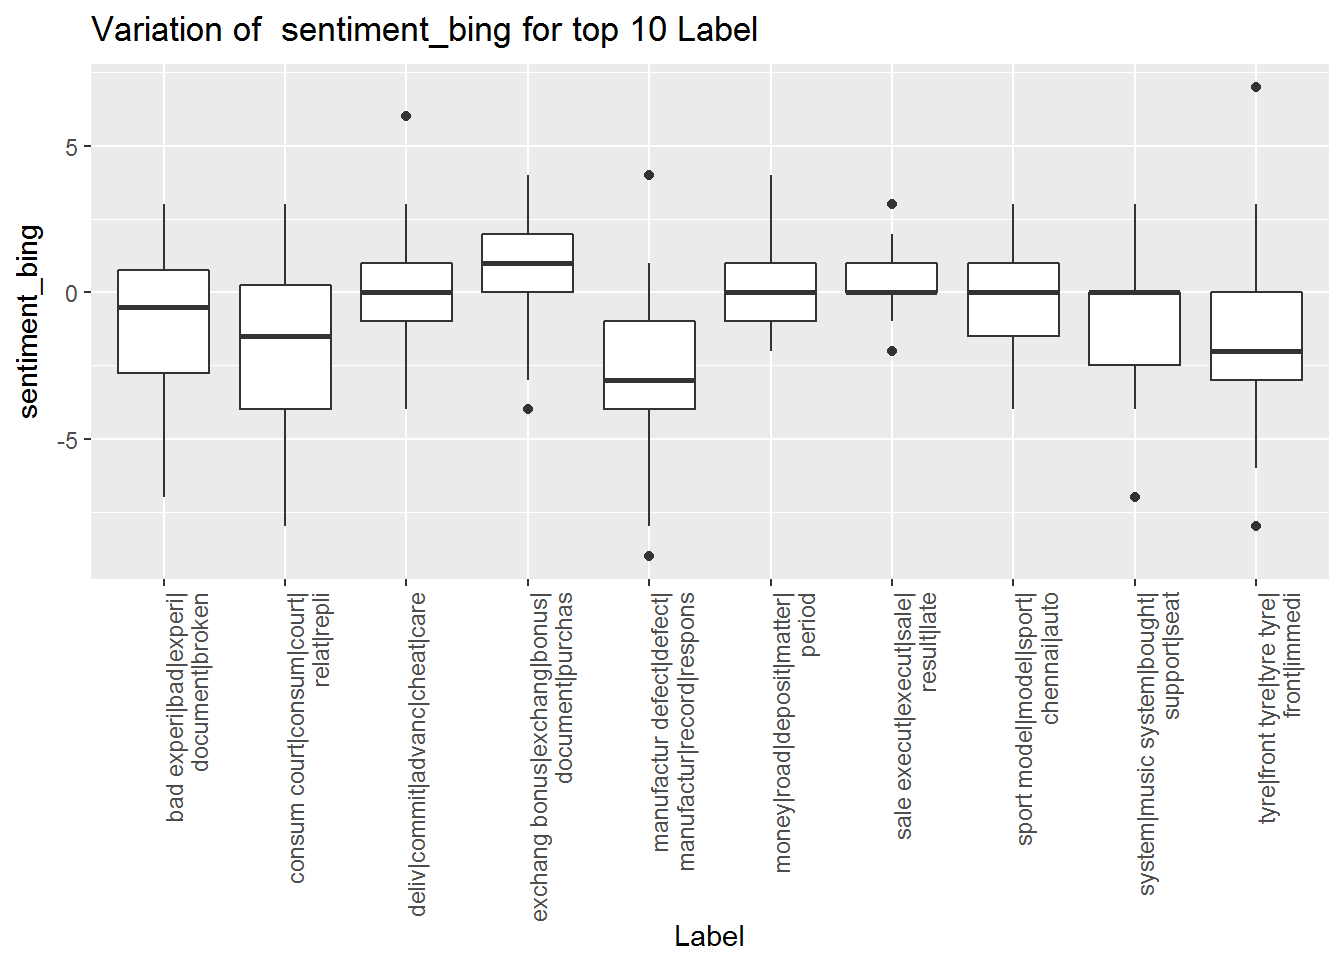 Variation of  sentiment_bing for top 10 Label
sentiment_bing
5
0
-5
bad experi|bad|experi|
document|broken
consum court|consum|court|
relat|repli
deliv|commit|advanc|cheat|care
exchang bonus|exchang|bonus|
document|purchas
manufactur defect|defect|
manufactur|record|respons
money|road|deposit|matter|
period
sale execut|execut|sale|
result|late
sport model|model|sport|
chennai|auto
system|music system|bought|
support|seat
tyre|front tyre|tyre tyre|
front|immedi
Label